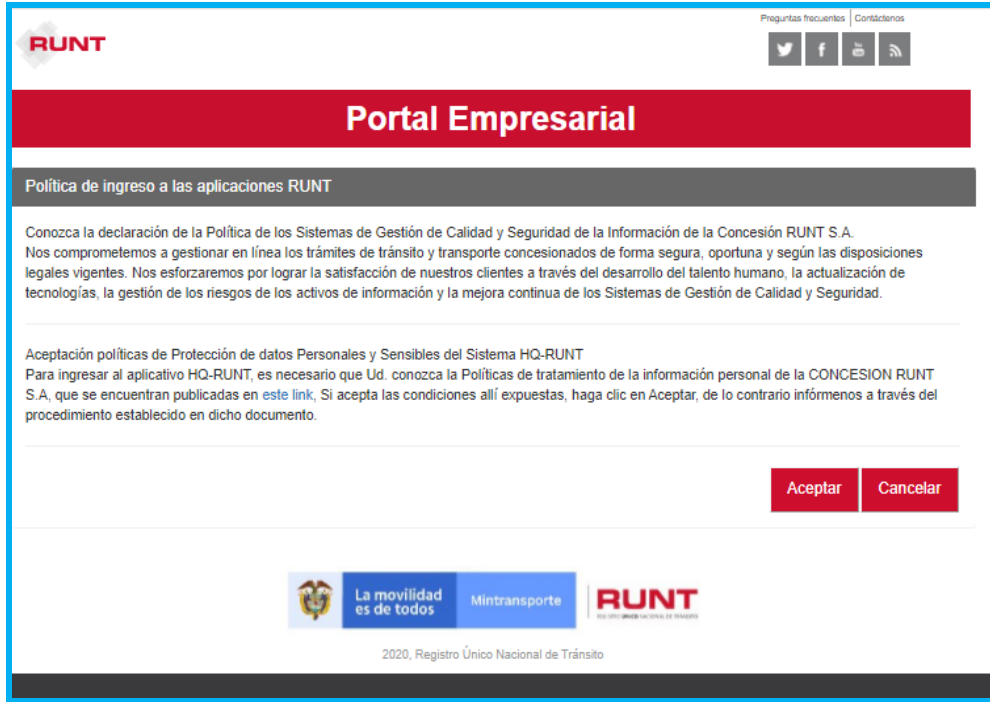 Preguntas frecuentes | Contáctenos
RUNT
Portal Empresarial
Política de ingreso a las aplicaciones RUNT
Conozca la declaración de la Política de los Sistemas de Gestión de Calidad y Seguridad de la Información de la Concesión RUNT S.A.
Nos comprometemos a gestionar en línea los trámites de tránsito y transporte concesionados de forma segura, oportuna y según las disposiciones
legales vigentes. Nos esforzaremos por lograr la satisfacción de nuestros clientes a través del desarrollo del talento humano, la actualización de
tecnologías, la gestión de los riesgos de los activos de información y la mejora continua de los Sistemas de Gestión de Calidad y Seguridad.
Aceptación políticas de Protección de datos Personales y Sensibles del Sistema HQ-RUNT
Para ingresar al aplicativo HQ-RUNT, es necesario que Ud. conozca la Políticas de tratamiento de la información personal de la CONCESION RUNT
S.A, que se encuentran publicadas en este link, Si acepta las condiciones allí expuestas, haga clic en Aceptar, de lo contrario infórmenos a través del
procedimiento establecido en dicho documento.
Aceptar Cancelar
La movilidad
es de todos
Mintransporte
RUNT
REGISTRO ÚNICO NACIONAL DE TRÁNSITO
2020, Registro Único Nacional de Tránsito